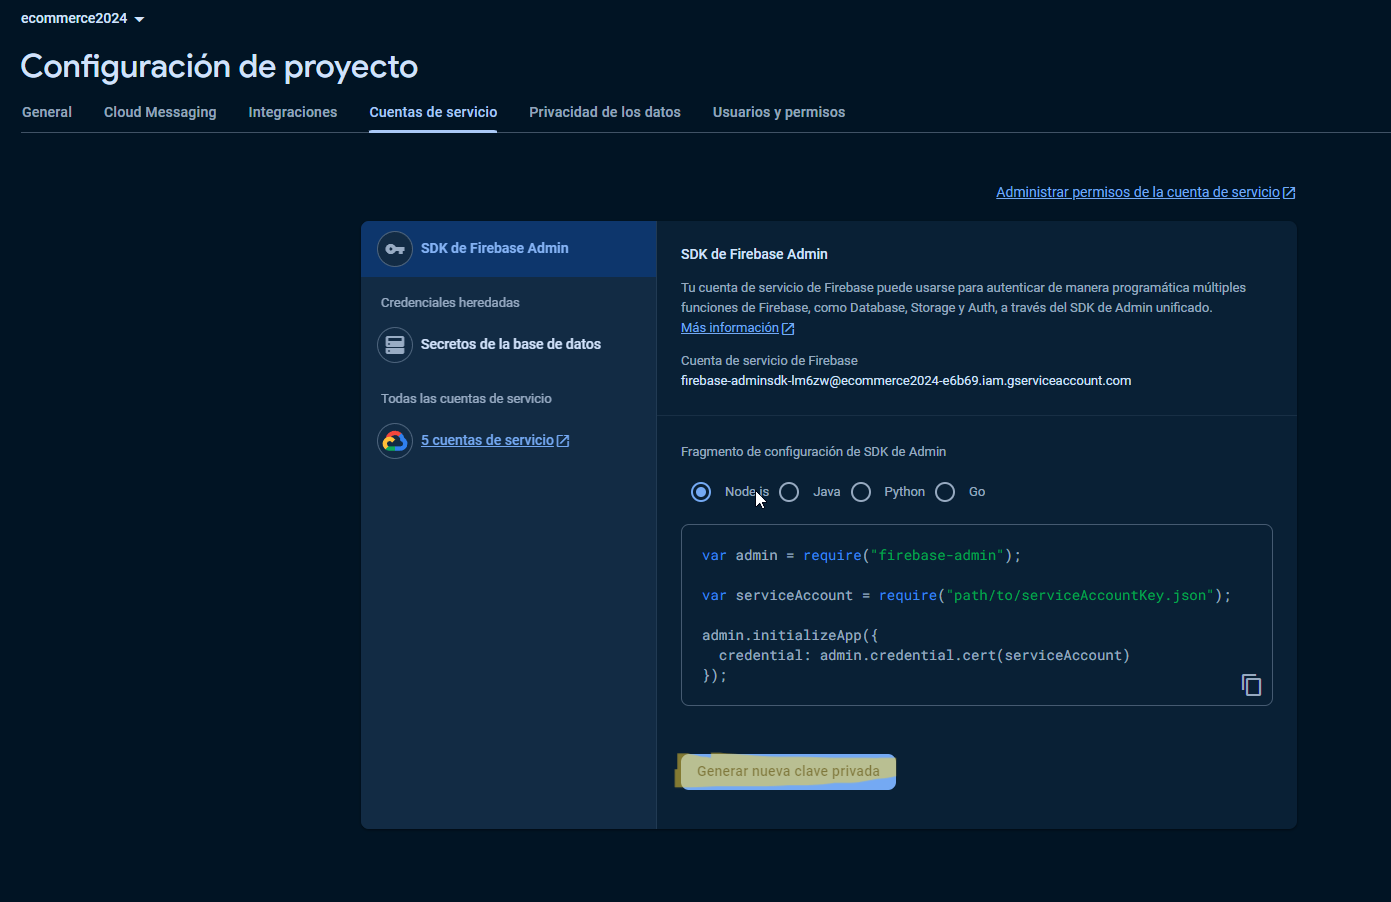 ecommerce2024
Configuración de proyecto
General Cloud Messaging Integraciones Cuentas de servicio Privacidad de los datos Usuarios y permisos
Administrar permisos de la cuenta de servicio
SDK de Firebase Admin
Credenciales heredadas
Secretos de la base de datos
Todas las cuentas de servicio
5 cuentas de servicio
SDK de Firebase Admin
Tu cuenta de servicio de Firebase puede usarse para autenticar de manera programática múltiples
funciones de Firebase, como Database, Storage y Auth, a través del SDK de Admin unificado.
Más información
Cuenta de servicio de Firebase
firebase-adminsdk-lm6zw@ecommerce2024-e6b69.iam.gserviceaccount.com
Fragmento de configuración de SDK de Admin
Node.js Java Python Go
var admin = require("firebase-admin");
var serviceAccount = require("path/to/serviceAccountKey.json");
admin.initializeApp({
  credential: admin.credential.cert(serviceAccount)
});
Generar nueva clave privada